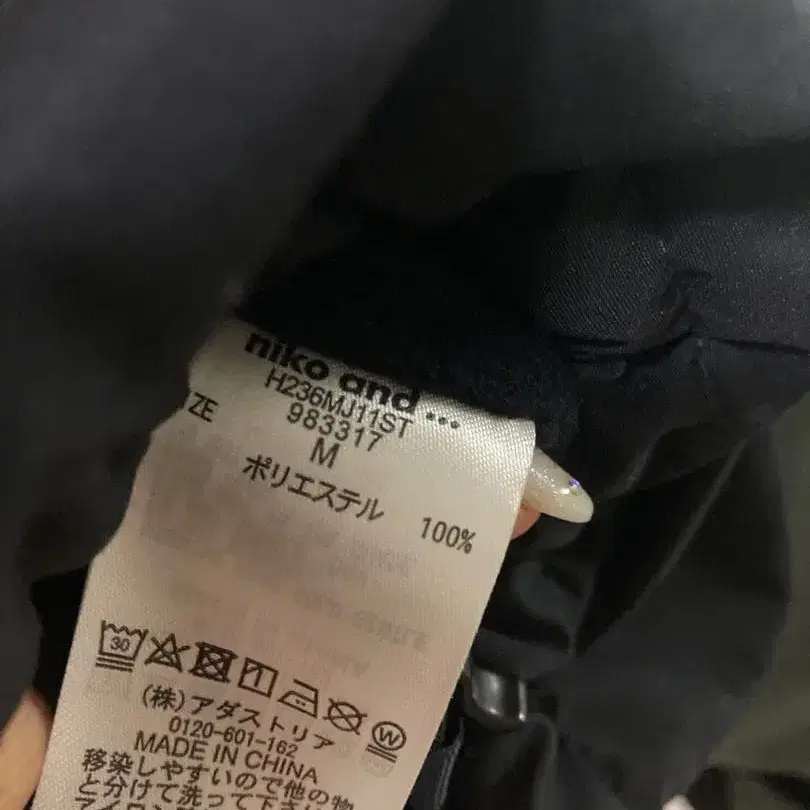 niko and...
H236MJ11ST
983317
M
ポリエステル 100%
30
W
(株)アダストリア
0120-601-162
MADE IN CHINA
移染しやすいので他の物
と分けて洗って下さ